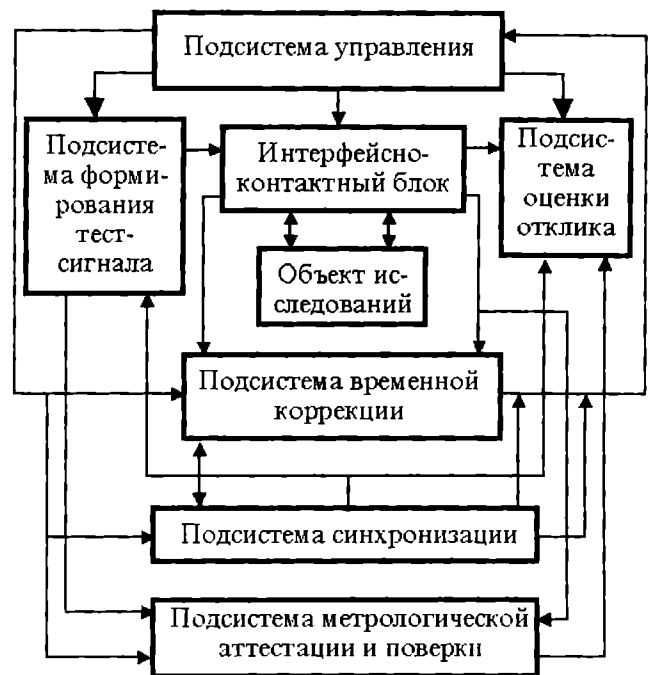 Подсистема управления
Подсисте-
ма форми-
рования
тест-
сигнала
Интерфейсно-
контактный блок
Подсис-
тема
оценки
отклика
Объект ис-
следований
Подсистема временной
коррекции
Подсистема синхронизации
Подсистема метрологической
аттестации и поверки